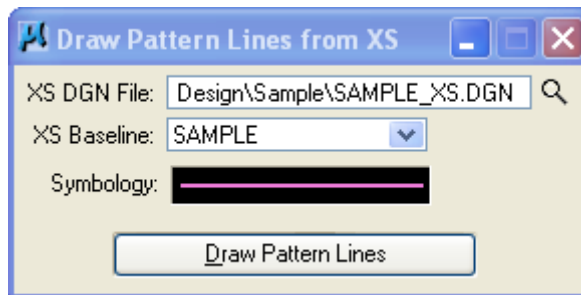 Draw Pattern Lines from XS
XS DGN File: Design\Sample\SAMPLE_XS.DGN
XS Baseline: SAMPLE
Symbology:
Draw Pattern Lines